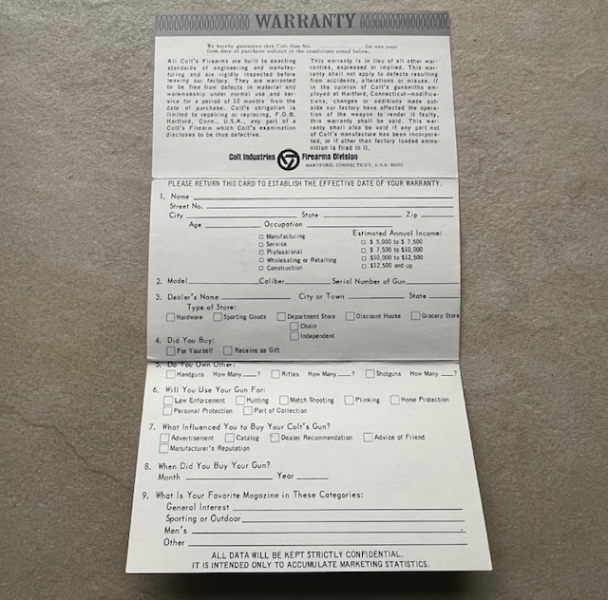 WARRANTY
We hereby guarantee this Colt Gun No. for one year
from date of purchase subject to the conditions noted below.
All Colt's Firearms are built to exacting
standards of engineering and manufac-
turing and are rigidly inspected before
leaving our factory. They are warranted
to be free from defects in material and
workmanship under normal use and ser-
vice for a period of 12 months from the
date of purchase. Colt's obligation is
limited to repairing or replacing, F.O.B.
Hartford, Conn., U.S.A., any part of a
Colt's Firearm which Colt's examination
discloses to be thus defective.
This warranty is in lieu of all other war-
ranties, expressed or implied. This war-
ranty shall not apply to defects resulting
from accidents, alterations or misuse. If
in the opinion of Colt's gunsmiths em-
ployed at Hartford, Connecticut—modifica-
tions, changes or additions made out-
side our factory have affected the opera-
tion of the weapon to render it faulty,
this warranty shall be void. This war-
ranty shall also be void if any part not
of Colt's manufacture has been incorpora-
ted, or if other than factory loaded ammu-
nition is fired in it.
Colt Industries Firearms Division
HARTFORD, CONNECTICUT, U.S.A.
PLEASE RETURN THIS CARD TO ESTABLISH THE EFFECTIVE DATE OF YOUR WARRANTY.
1. Name
Street No.
City State Zip
Age Occupation
Manufacturing
Service
Professional
Wholesaling or Retailing
Construction
Estimated Annual Income:
$ 5,000 to $ 7,500
$ 7,500 to $10,000
$10,000 to $12,500
$12,500 and up
2. Model Caliber Serial Number of Gun
3. Dealer's Name City or Town State
Type of Store:
Hardware Sporting Goods Department Store Discount House Grocery Store
Chain
Independent
4. Did You Buy:
For Yourself Receive as Gift
5. Do You Own Other:
Handguns How Many ? Rifles How Many ? Shotguns How Many ?
6. Will You Use Your Gun For:
Law Enforcement Hunting Match Shooting Plinking Home Protection
Personal Protection Part of Collection
7. What Influenced You to Buy Your Colt's Gun?
Advertisement Catalog Dealer Recommendation Advice of Friend
Manufacturer's Reputation
8. When Did You Buy Your Gun?
Month Year
9. What Is Your Favorite Magazine in These Categories:
General Interest
Sporting or Outdoor
Men's
Other
ALL DATA WILL BE KEPT STRICTLY CONFIDENTIAL.
IT IS INTENDED ONLY TO ACCUMULATE MARKETING STATISTICS.